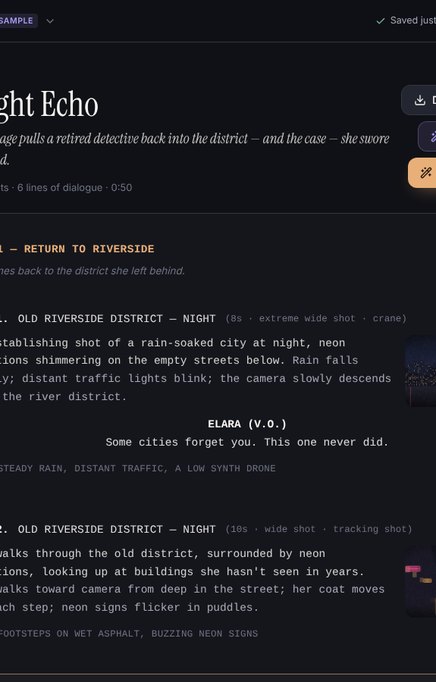 SAMPLE
Saved just
ght Echo
age pulls a retired detective back into the district — and the case — she swore
d.
ts · 6 lines of dialogue · 0:50
1 — RETURN TO RIVERSIDE
mes back to the district she left behind.
1. OLD RIVERSIDE DISTRICT — NIGHT (8s · extreme wide shot · crane)
stablishing shot of a rain-soaked city at night, neon
tions shimmering on the empty streets below. Rain falls
ly; distant traffic lights blink; the camera slowly descends
the river district.
ELARA (V.O.)
Some cities forget you. This one never did.
STEADY RAIN, DISTANT TRAFFIC, A LOW SYNTH DRONE
2. OLD RIVERSIDE DISTRICT — NIGHT (10s · wide shot · tracking shot)
walks through the old district, surrounded by neon
tions, looking up at buildings she hasn't seen in years.
walks toward camera from deep in the street; her coat moves
ach step; neon signs flicker in puddles.
FOOTSTEPS ON WET ASPHALT, BUZZING NEON SIGNS